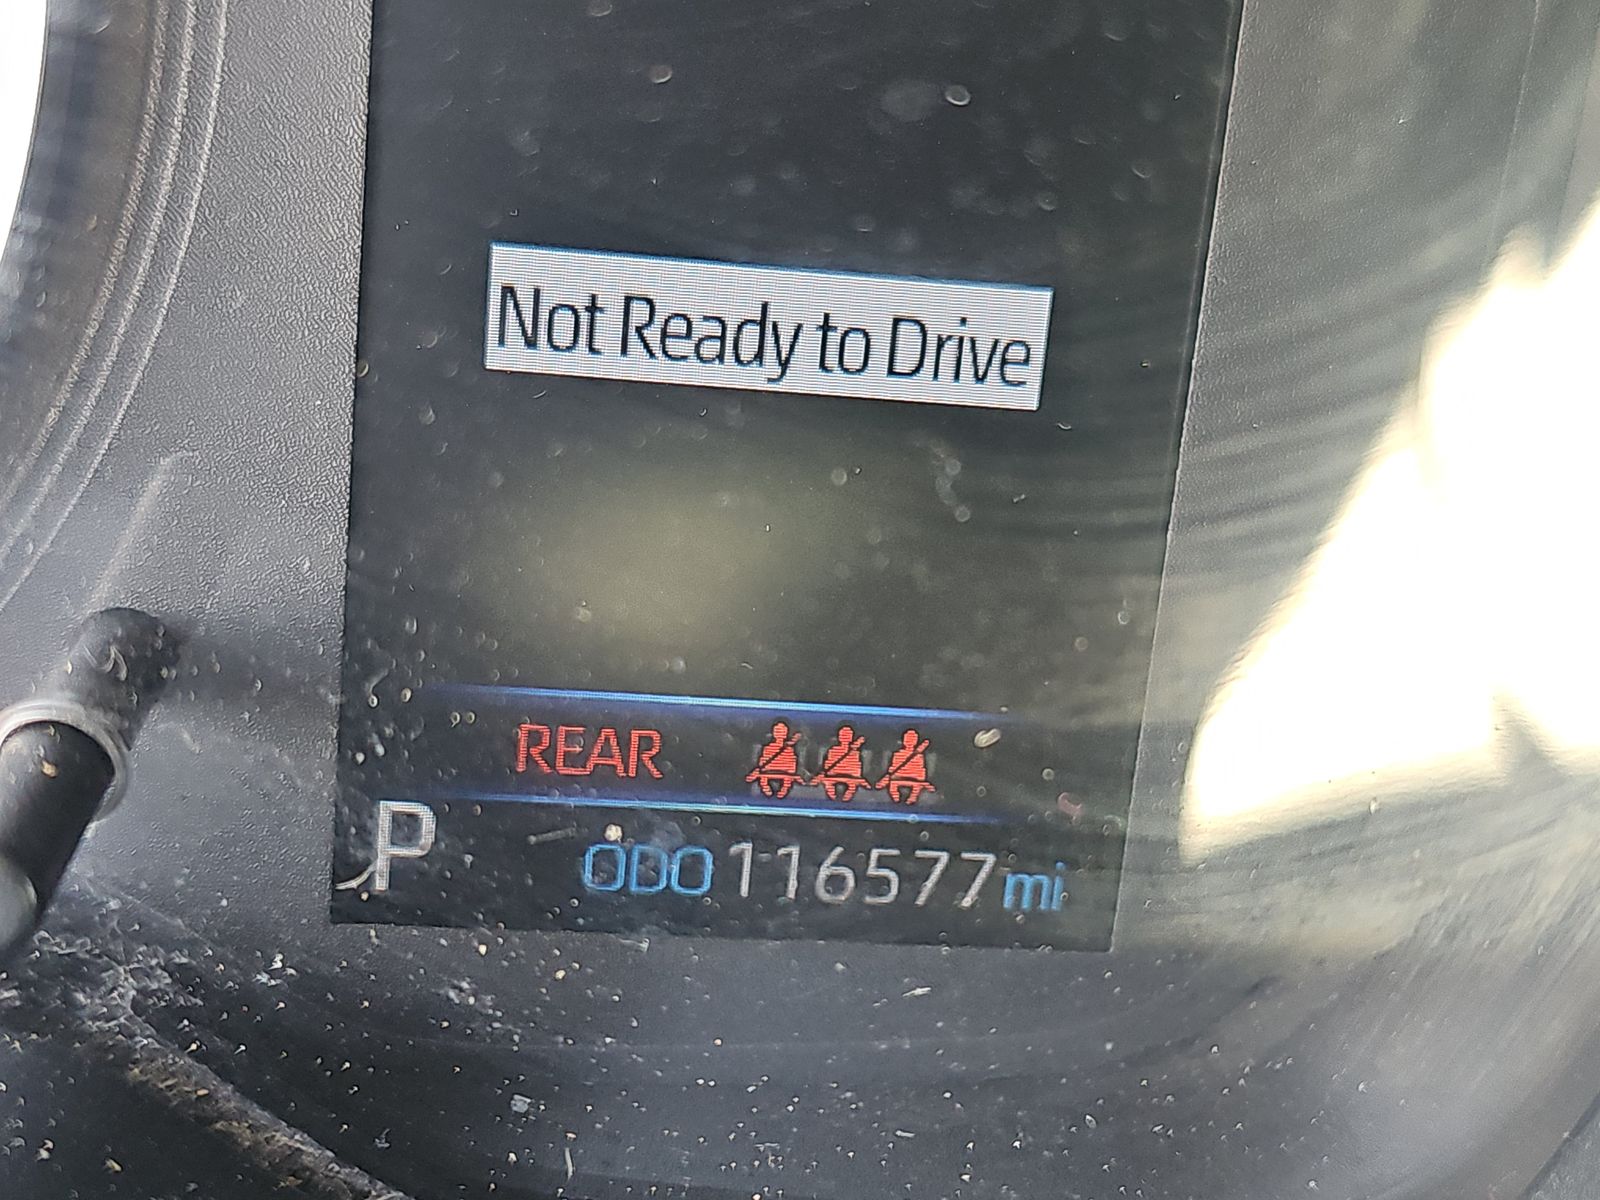 Not Ready to Drive
REAR
P ODO 116577 mi